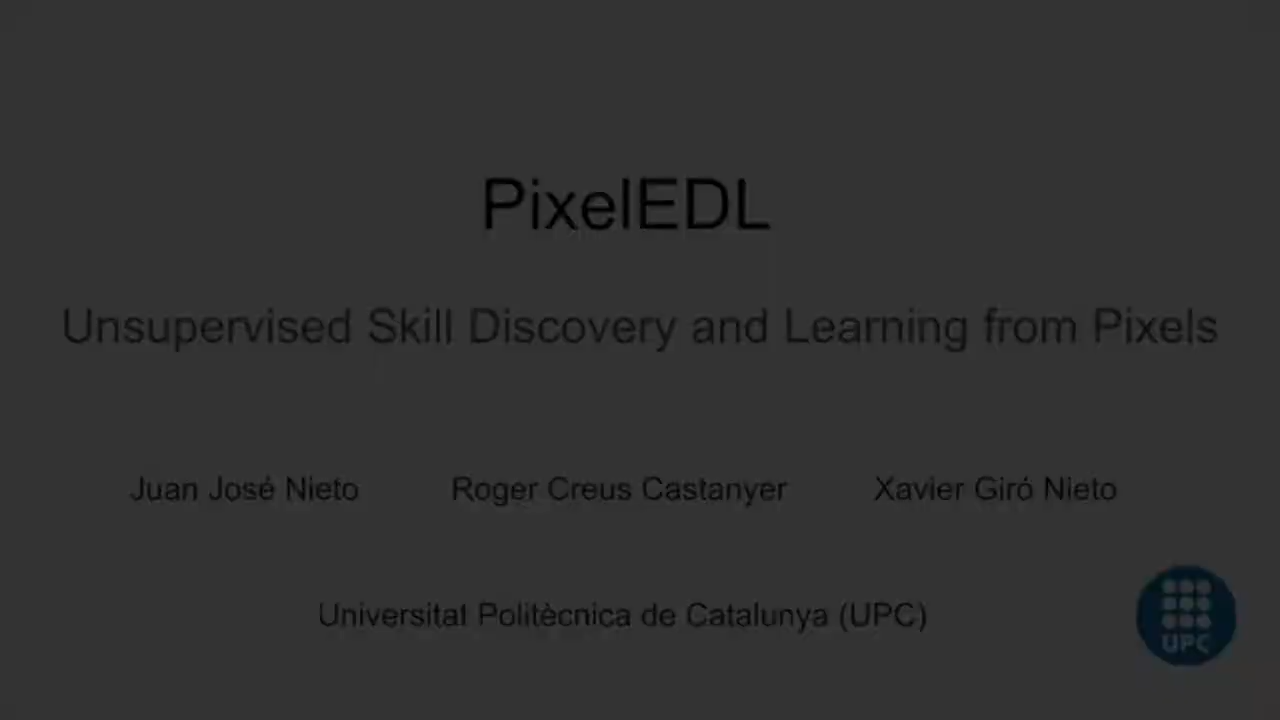 PixelEDL
Unsupervised Skill Discovery and Learning from Pixels
Juan José Nieto Roger Creus Castanyer Xavier Giró Nieto
Universitat Politècnica de Catalunya (UPC)
UPC